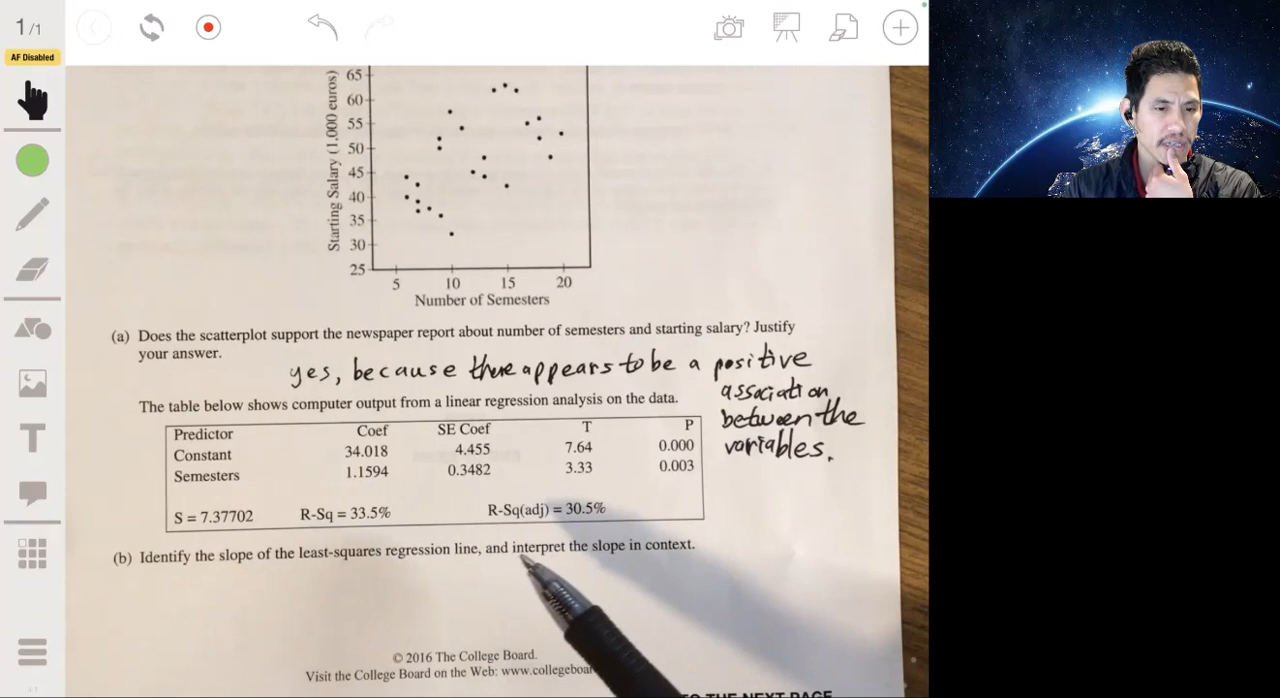 1/1
AF Disabled
T
Starting Salary (1,000 euros)
65
60
55
50
45
40
35
30
25
5 10 15 20
Number of Semesters
(a) Does the scatterplot support the newspaper report about number of semesters and starting salary? Justify
your answer.
yes, because there appears to be a positive
association
between the
variables.
The table below shows computer output from a linear regression analysis on the data.
Predictor Coef SE Coef T P
Constant 34.018 4.455 7.64 0.000
Semesters 1.1594 0.3482 3.33 0.003
S = 7.37702 R-Sq = 33.5% R-Sq(adj) = 30.5%
(b) Identify the slope of the least-squares regression line, and interpret the slope in context.
© 2016 The College Board.
Visit the College Board on the Web: www.collegeboar
THE NEXT PAGE